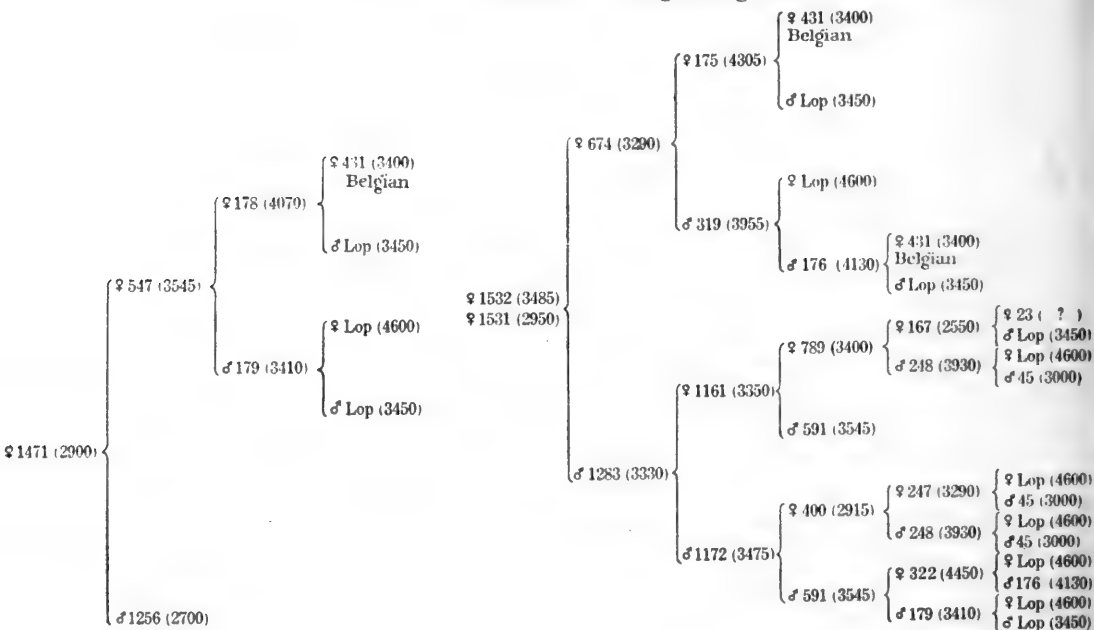 ♀ 1471 (2900)
♀ 547 (3545)
♂ 1256 (2700)
♀ 178 (4070)
♂ 179 (3410)
♀ 431 (3400)
Belgian
♂ Lop (3450)
♀ Lop (4600)
♂ Lop (3450)
♀ 1532 (3485)
♀ 1531 (2950)
♀ 674 (3290)
♂ 1283 (3330)
♀ 175 (4305)
♂ 319 (3955)
♀ 431 (3400)
Belgian
♂ Lop (3450)
♀ Lop (4600)
♂ 176 (4130)
♀ 431 (3400)
Belgian
♂ Lop (3450)
♀ 1161 (3350)
♂ 1172 (3475)
♀ 789 (3400)
♂ 591 (3545)
♀ 167 (2550)
♂ 248 (3930)
♀ 23 ( ? )
♂ Lop (3450)
♀ Lop (4600)
♂ 45 (3000)
♀ 400 (2915)
♂ 591 (3545)
♀ 247 (3290)
♂ 248 (3930)
♀ 322 (4450)
♂ 179 (3410)
♀ Lop (4600)
♂ 45 (3000)
♀ Lop (4600)
♂ 45 (3000)
♀ Lop (4600)
♂ 176 (4130)
♀ Lop (4600)
♂ Lop (3450)